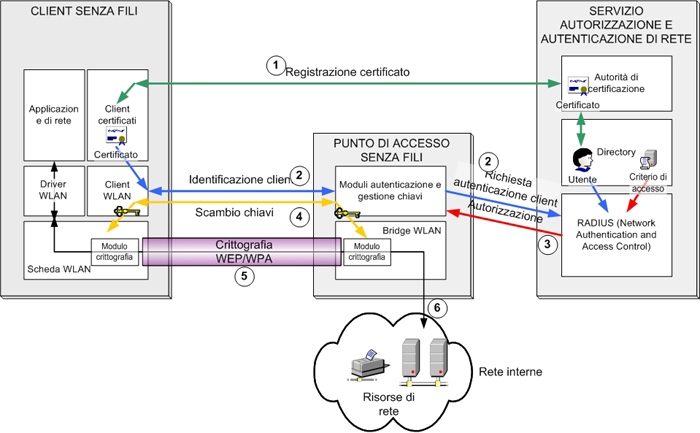 CLIENT SENZA FILI
SERVIZIO
AUTORIZZAZIONE E
AUTENTICAZIONE DI RETE
1
Registrazione certificato
Applicazion
e di rete
Client
certificati
Certificato
Autorità di
certificazione
Certificato
PUNTO DI ACCESSO
SENZA FILI
Directory
Utente
Criterio di
accesso
Driver
WLAN
Client
WLAN
Identificazione client
2
Moduli autenticazione e
gestione chiavi
2
Richiesta
autenticazione client
Autorizzazione
3
Scambio chiavi
4
RADIUS (Network
Authentication and
Access Control)
Bridge WLAN
Modulo
crittografia
Scheda WLAN
Crittografia
WEP/WPA
5
Modulo
crittografia
6
Risorse di
rete
Rete interne